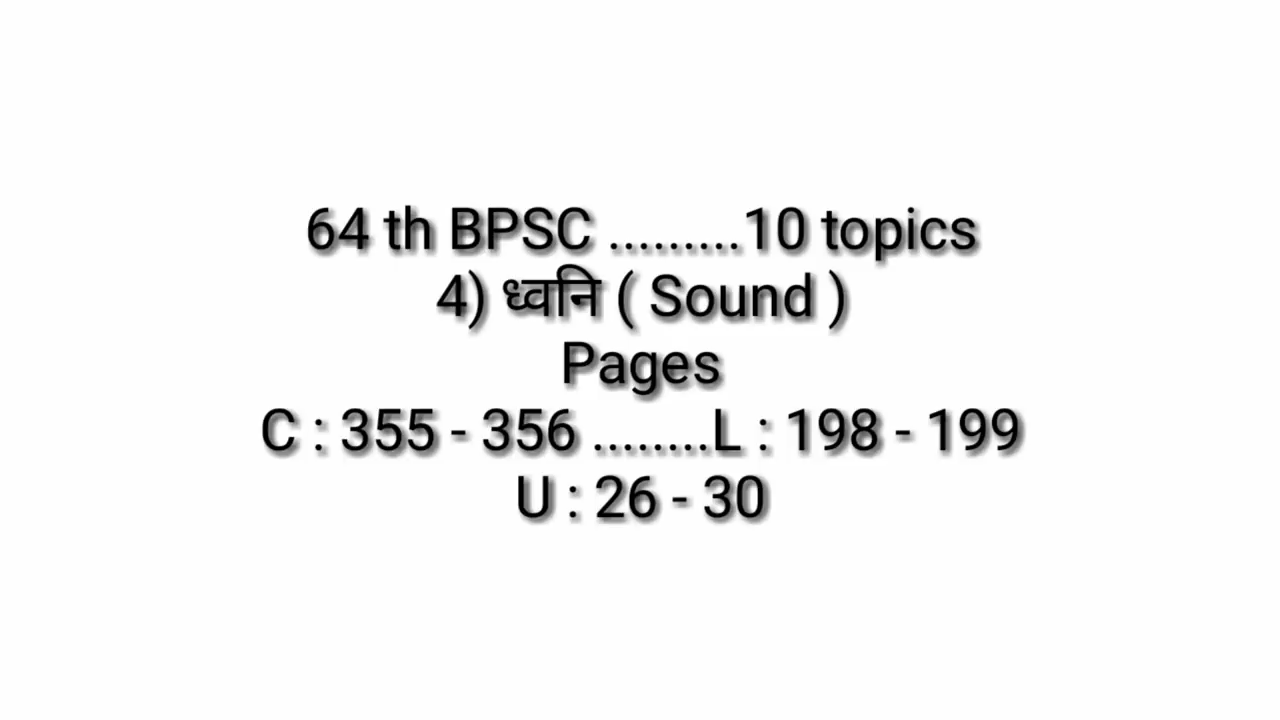 64 th BPSC .........10 topics
4) ध्वनि ( Sound )
Pages
C : 355 - 356 ........L : 198 - 199
U : 26 - 30